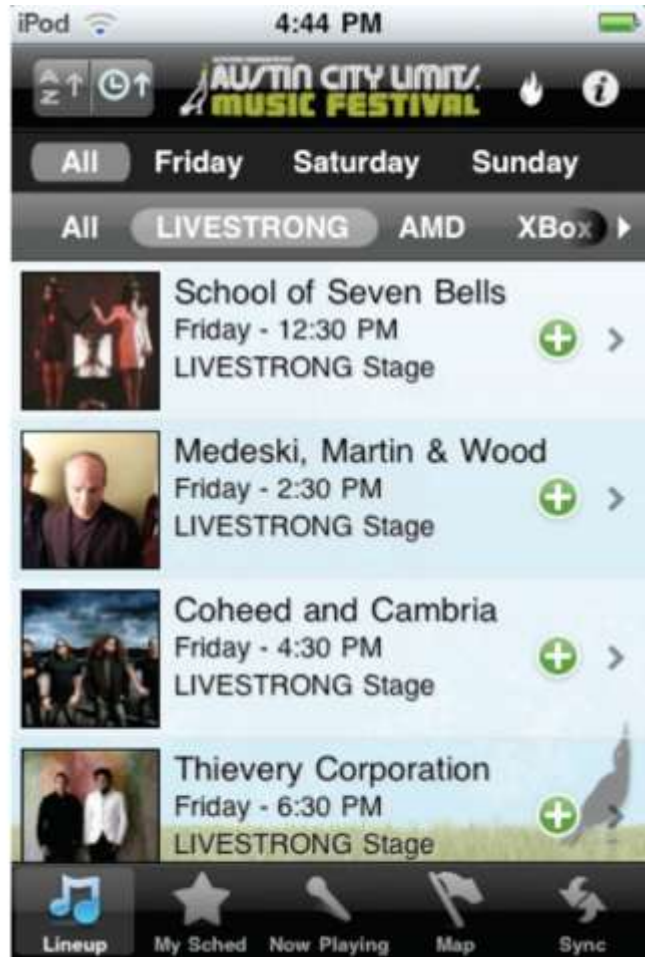 iPod 4:44 PM
A Z
AUSTIN CITY LIMITS
MUSIC FESTIVAL
i
All Friday Saturday Sunday
All LIVESTRONG AMD XBox
School of Seven Bells
Friday - 12:30 PM
LIVESTRONG Stage
Medeski, Martin & Wood
Friday - 2:30 PM
LIVESTRONG Stage
Coheed and Cambria
Friday - 4:30 PM
LIVESTRONG Stage
Thievery Corporation
Friday - 6:30 PM
LIVESTRONG Stage
Lineup My Sched Now Playing Map Sync